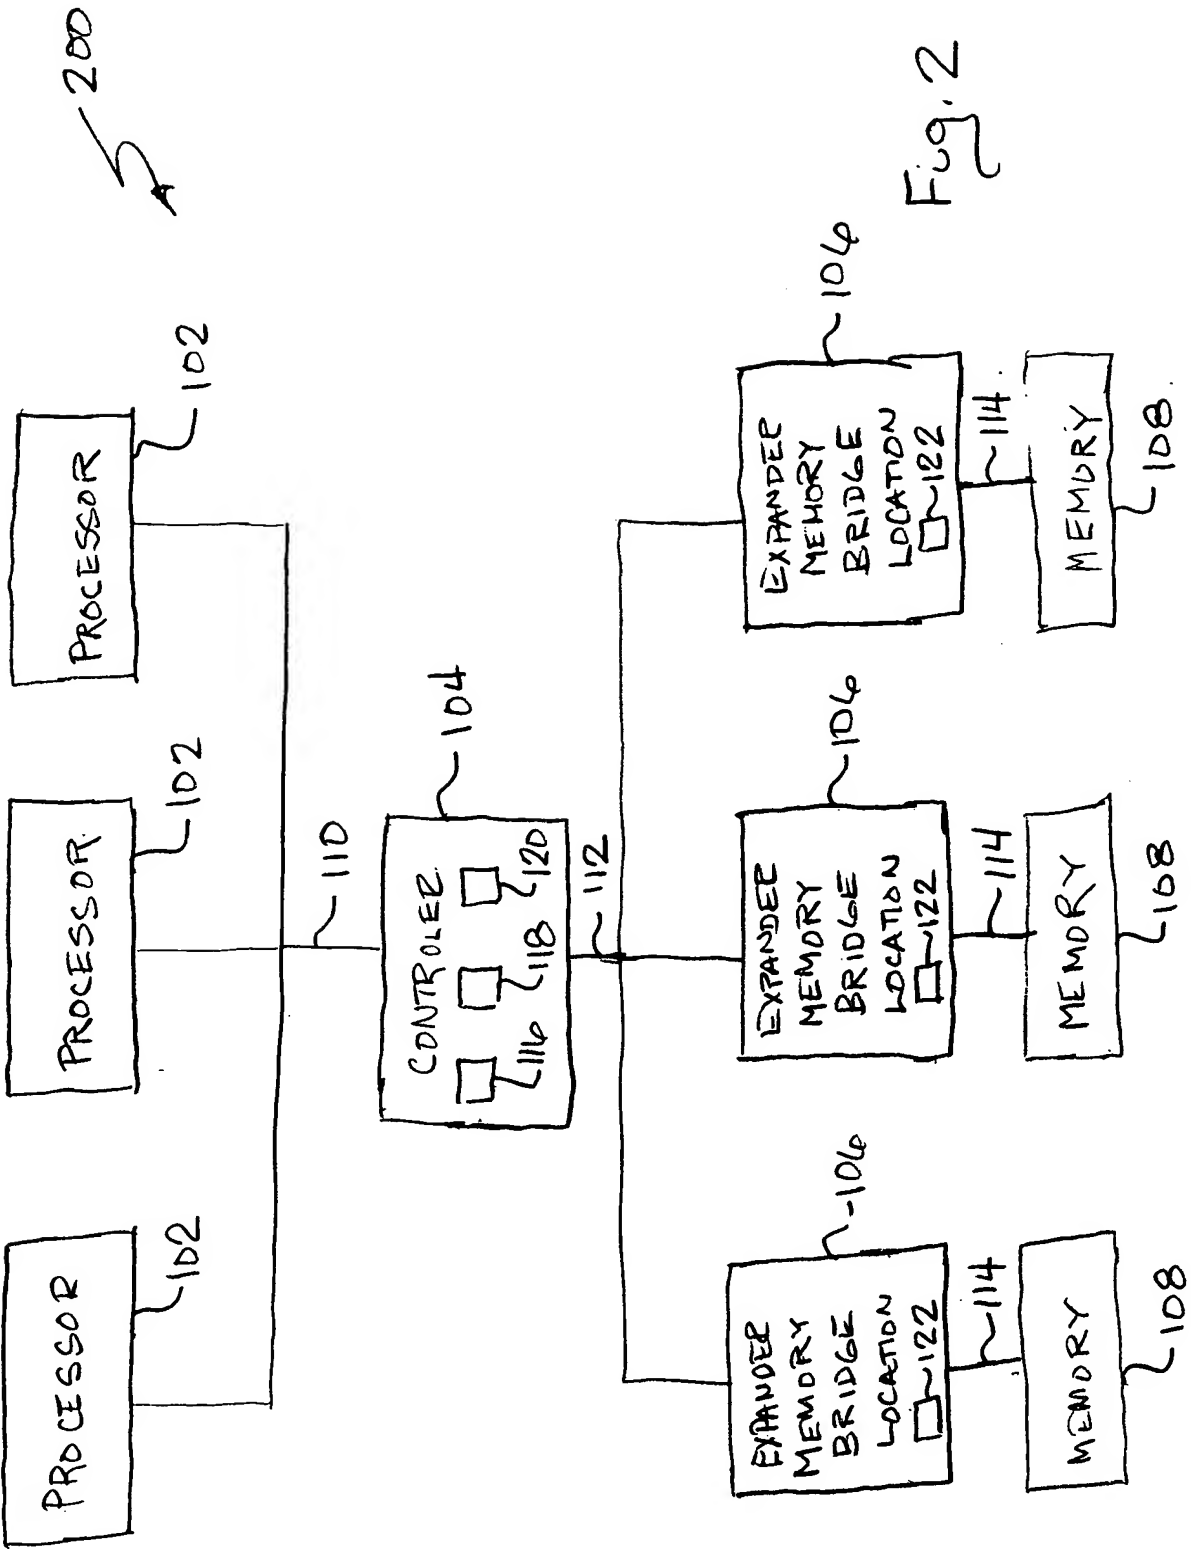 200
PROCESSOR
PROCESSOR
PROCESSOR
102
102
102
110
104
CONTROLER
116
118
120
112
106
106
106
EXPANDER
MEMORY
BRIDGE
LOCATION
122
EXPANDER
MEMORY
BRIDGE
LOCATION
122
EXPANDER
MEMORY
BRIDGE
LOCATION
122
114
114
114
MEMORY
MEMORY
MEMORY
108
108
108
Fig. 2